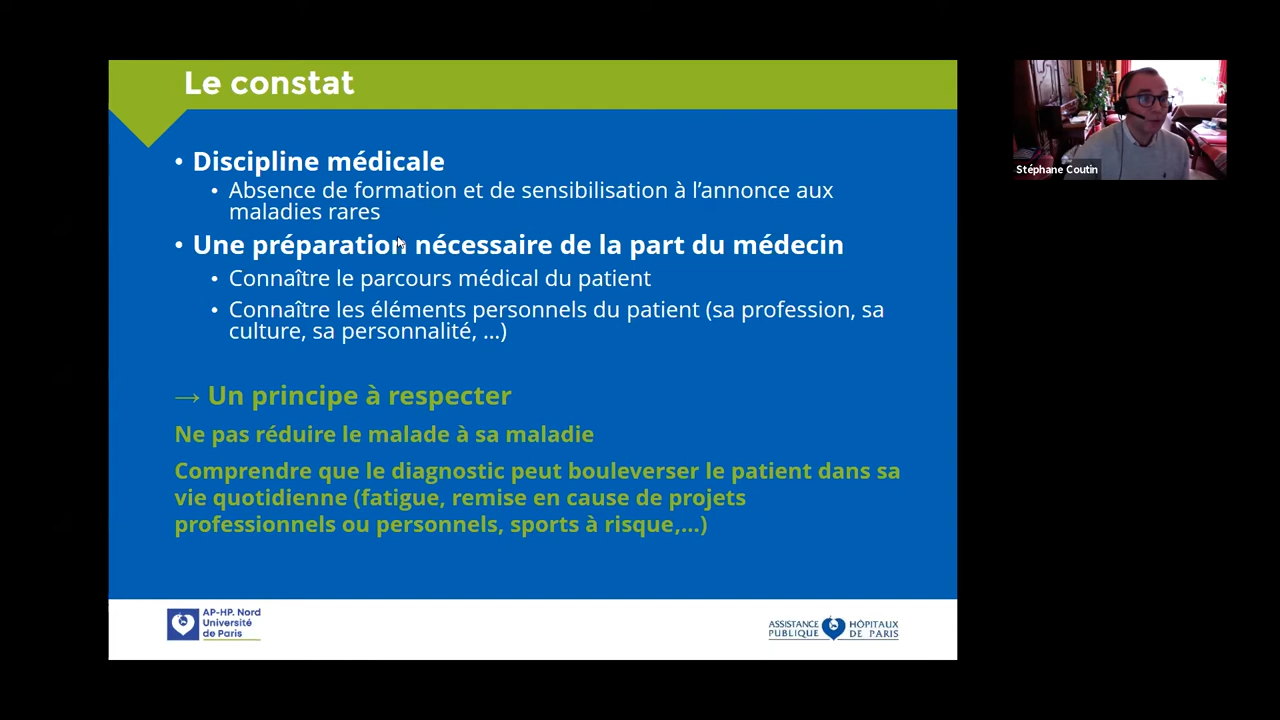 Le constat
• Discipline médicale
• Absence de formation et de sensibilisation à l’annonce aux
maladies rares
• Une préparation nécessaire de la part du médecin
• Connaître le parcours médical du patient
• Connaître les éléments personnels du patient (sa profession, sa
culture, sa personnalité, …)
→ Un principe à respecter
Ne pas réduire le malade à sa maladie
Comprendre que le diagnostic peut bouleverser le patient dans sa
vie quotidienne (fatigue, remise en cause de projets
professionnels ou personnels, sports à risque,…)
AP-HP. Nord
Université
de Paris
ASSISTANCE HÔPITAUX
PUBLIQUE DE PARIS
Stéphane Coutin